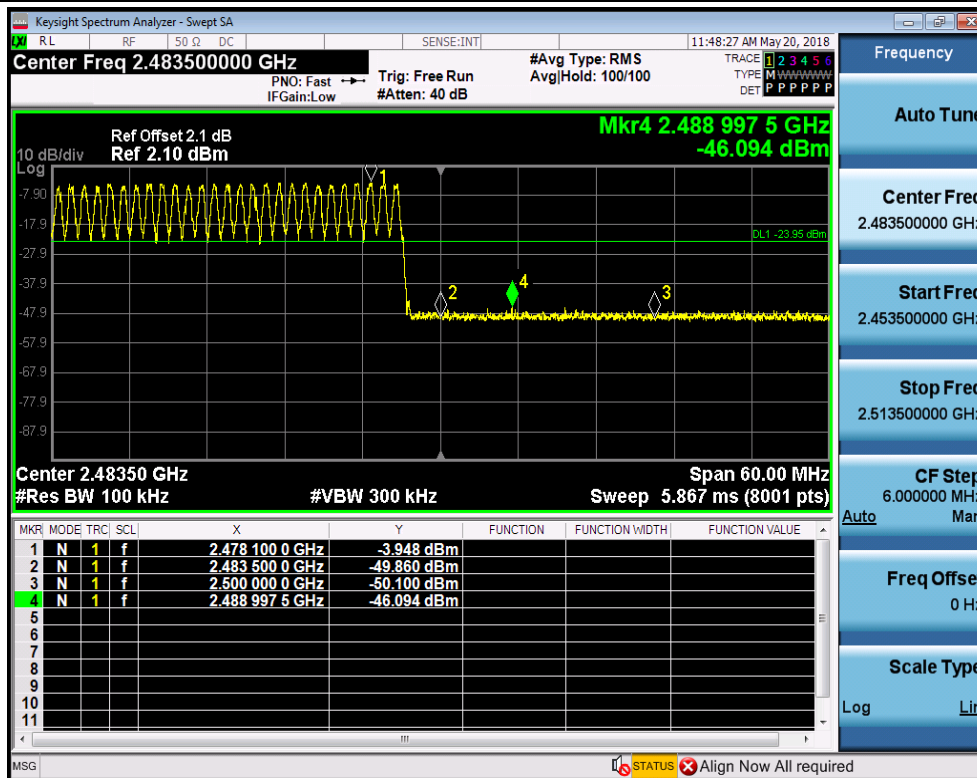 Keysight Spectrum Analyzer - Swept SA
LXI RL RF 50 Ω DC SENSE:INT 11:48:27 AM May 20, 2018
Center Freq 2.483500000 GHz #Avg Type: RMS TRACE 1 2 3 4 5 6
PNO: Fast Trig: Free Run Avg|Hold: 100/100 TYPE M WWWWW
IFGain:Low #Atten: 40 dB DET P P P P P P
Mkr4 2.488 997 5 GHz
Ref Offset 2.1 dB
10 dB/div Ref 2.10 dBm -46.094 dBm
Log
1
-7.90
-17.9
DL1 -23.95 dBm
-27.9
-37.9
2 4 3
-47.9
-57.9
-67.9
-77.9
-87.9
Center 2.48350 GHz Span 60.00 MHz
#Res BW 100 kHz #VBW 300 kHz Sweep 5.867 ms (8001 pts)
MKR MODE TRC SCL X Y FUNCTION FUNCTION WIDTH FUNCTION VALUE
1 N 1 f 2.478 100 0 GHz -3.948 dBm
2 N 1 f 2.483 500 0 GHz -49.860 dBm
3 N 1 f 2.500 000 0 GHz -50.100 dBm
4 N 1 f 2.488 997 5 GHz -46.094 dBm
5
6
7
8
9
10
11
MSG STATUS Align Now All required
Frequency
Auto Tune
Center Freq
2.483500000 GHz
Start Freq
2.453500000 GHz
Stop Freq
2.513500000 GHz
CF Step
6.000000 MHz
Auto Man
Freq Offset
0 Hz
Scale Type
Log Lin